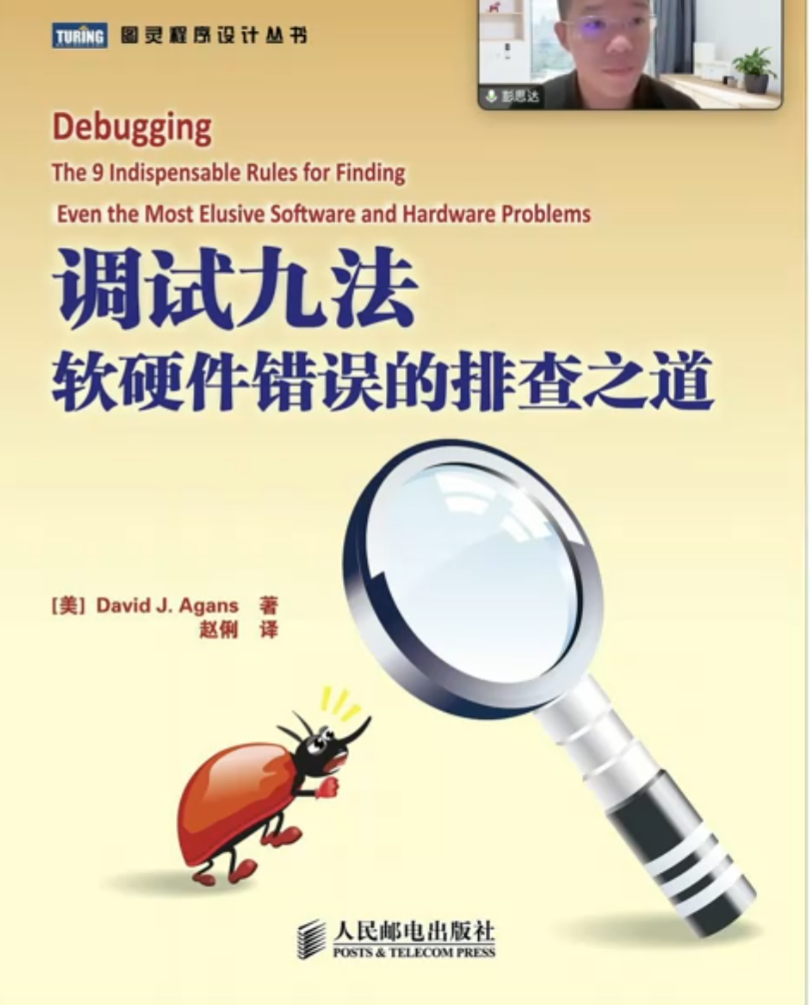 TURING 图灵程序设计丛书
彭思达
Debugging
The 9 Indispensable Rules for Finding
Even the Most Elusive Software and Hardware Problems
调试九法
软硬件错误的排查之道
[美] David J. Agans 著
赵俐 译
人民邮电出版社
POSTS & TELECOM PRESS